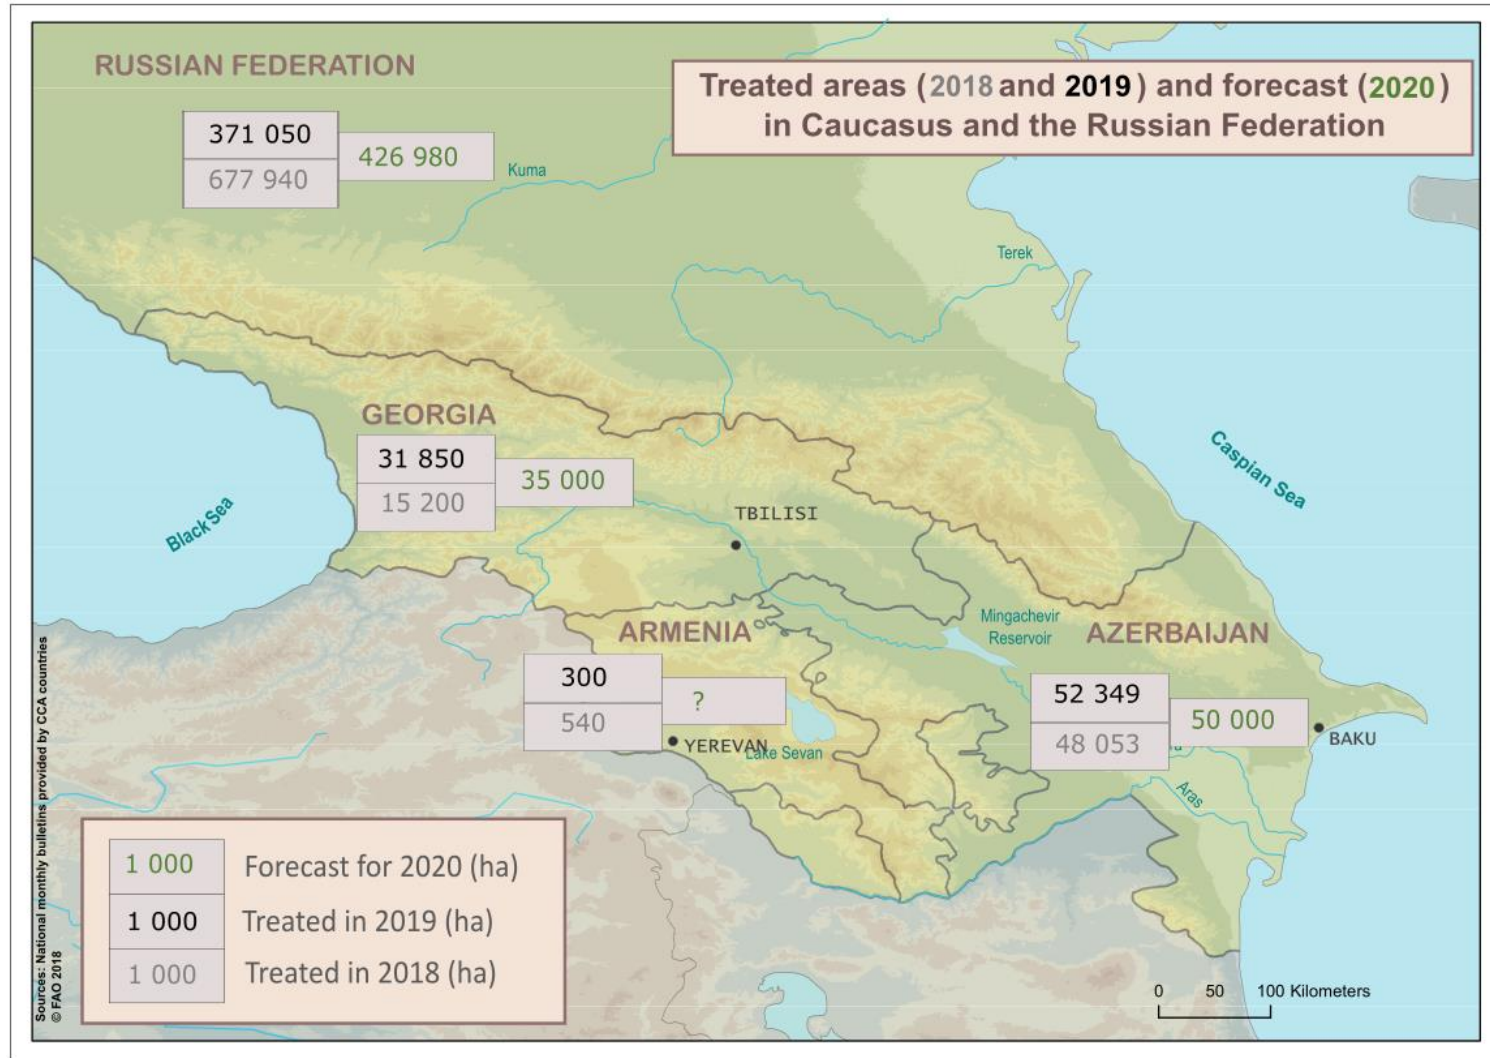 RUSSIAN FEDERATION
Treated areas (2018 and 2019) and forecast (2020)
in Caucasus and the Russian Federation
371 050
677 940
426 980
Kuma
Terek
GEORGIA
31 850
15 200
35 000
Caspian Sea
Black Sea
TBILISI
Mingachevir
Reservoir
ARMENIA
AZERBAIJAN
300
540
?
52 349
48 053
50 000
YEREVAN
Lake Sevan
BAKU
Aras
1 000 Forecast for 2020 (ha)
1 000 Treated in 2019 (ha)
1 000 Treated in 2018 (ha)
0 50 100 Kilometers
Sources: National monthly bulletins provided by CCA countries
© FAO 2018